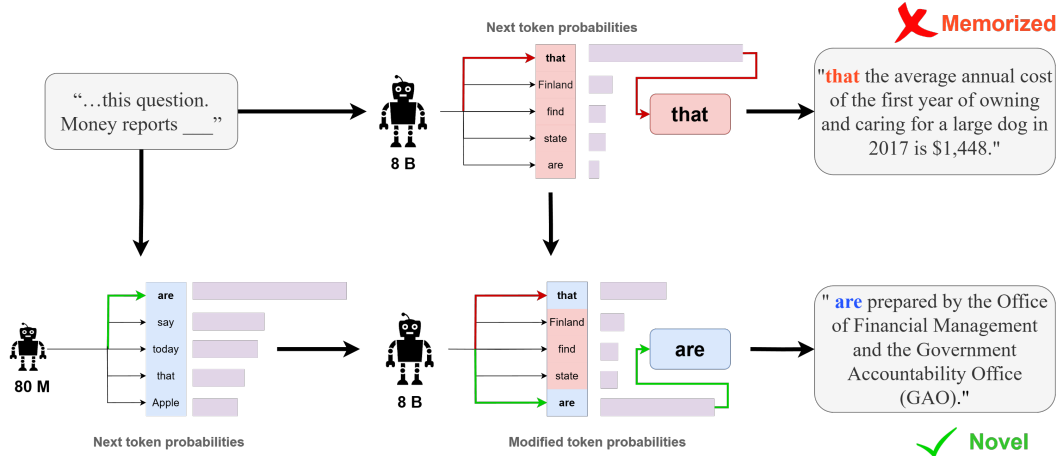 Next token probabilities
Memorized
"that the average annual cost
of the first year of owning
and caring for a large dog in
2017 is $1,448."
“…this question.
Money reports ___”
8 B
that
Finland
find
state
are
that
80 M
are
say
today
that
Apple
Next token probabilities
8 B
that
Finland
find
state
are
Modified token probabilities
are
" are prepared by the Office
of Financial Management
and the Government
Accountability Office
(GAO)."
Novel